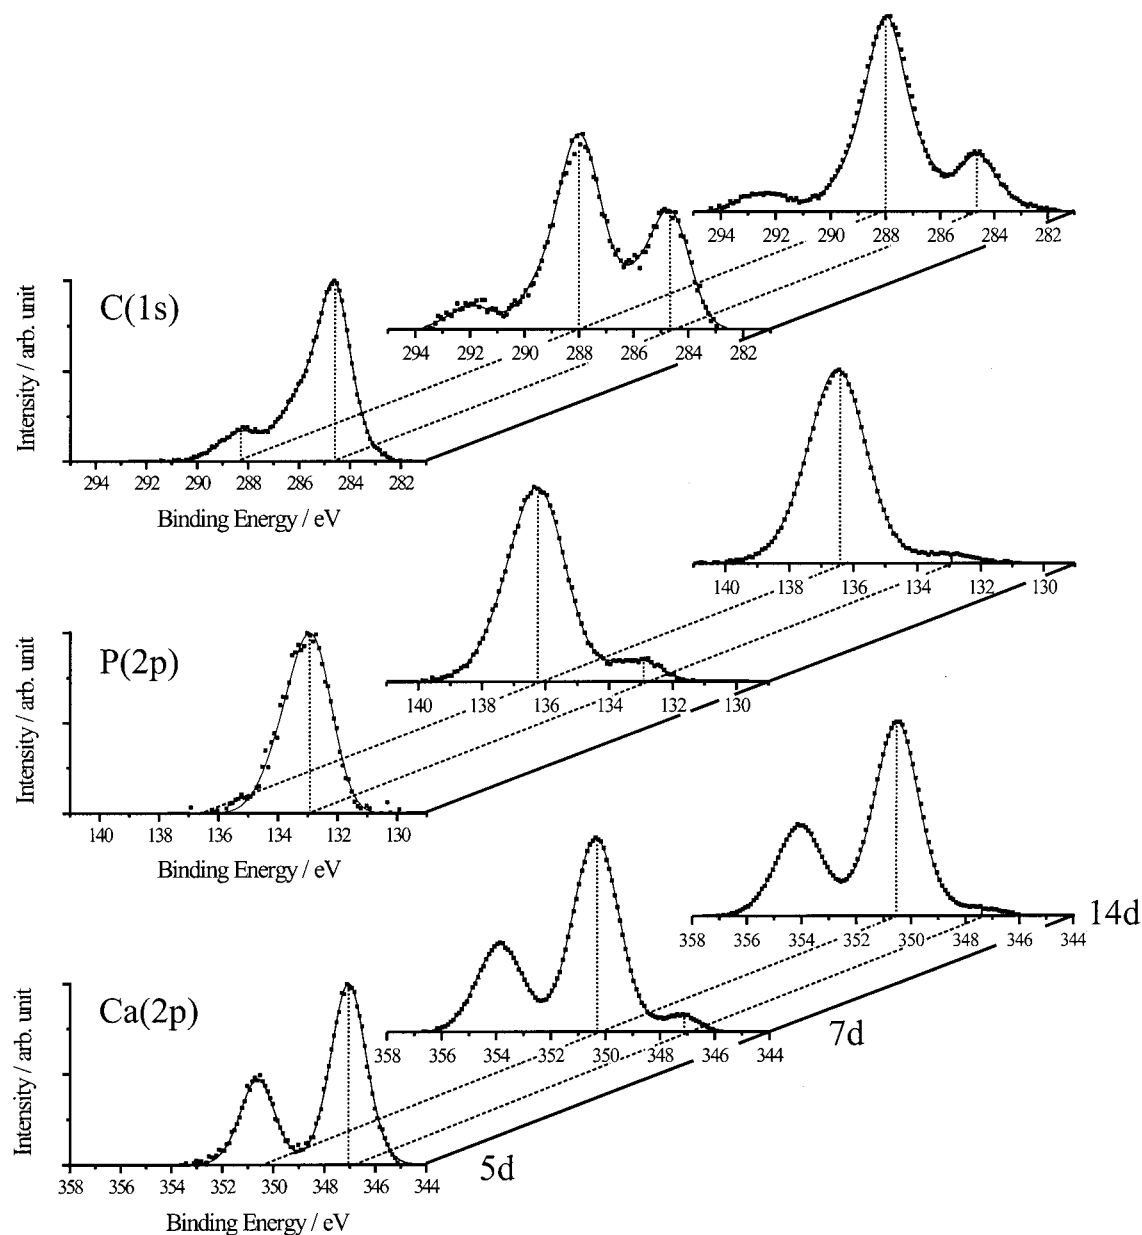 294 292 290 288 286 284 282
C(1s)
Intensity / arb. unit
294 292 290 288 286 284 282
294 292 290 288 286 284 282
Binding Energy / eV
140 138 136 134 132 130
P(2p)
Intensity / arb. unit
140 138 136 134 132 130
140 138 136 134 132 130
Binding Energy / eV
14d
358 356 354 352 350 348 346 344
Ca(2p)
Intensity / arb. unit
7d
358 356 354 352 350 348 346 344
5d
358 356 354 352 350 348 346 344
Binding Energy / eV